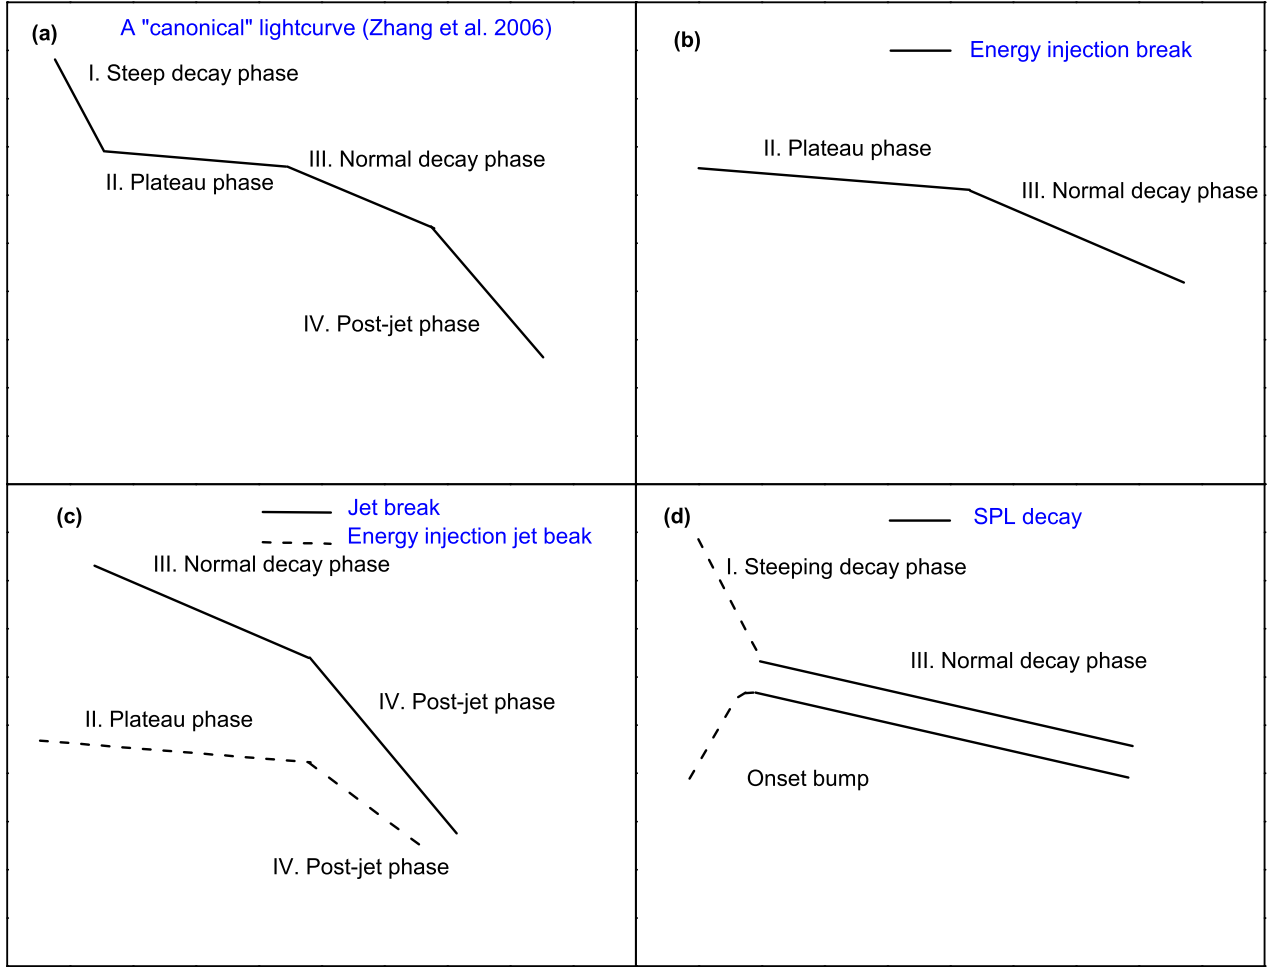 (a)
A "canonical" lightcurve (Zhang et al. 2006)
I. Steep decay phase
III. Normal decay phase
II. Plateau phase
IV. Post-jet phase
(b)
Energy injection break
II. Plateau phase
III. Normal decay phase
(c)
Jet break
Energy injection jet beak
III. Normal decay phase
IV. Post-jet phase
II. Plateau phase
IV. Post-jet phase
(d)
SPL decay
I. Steeping decay phase
III. Normal decay phase
Onset bump